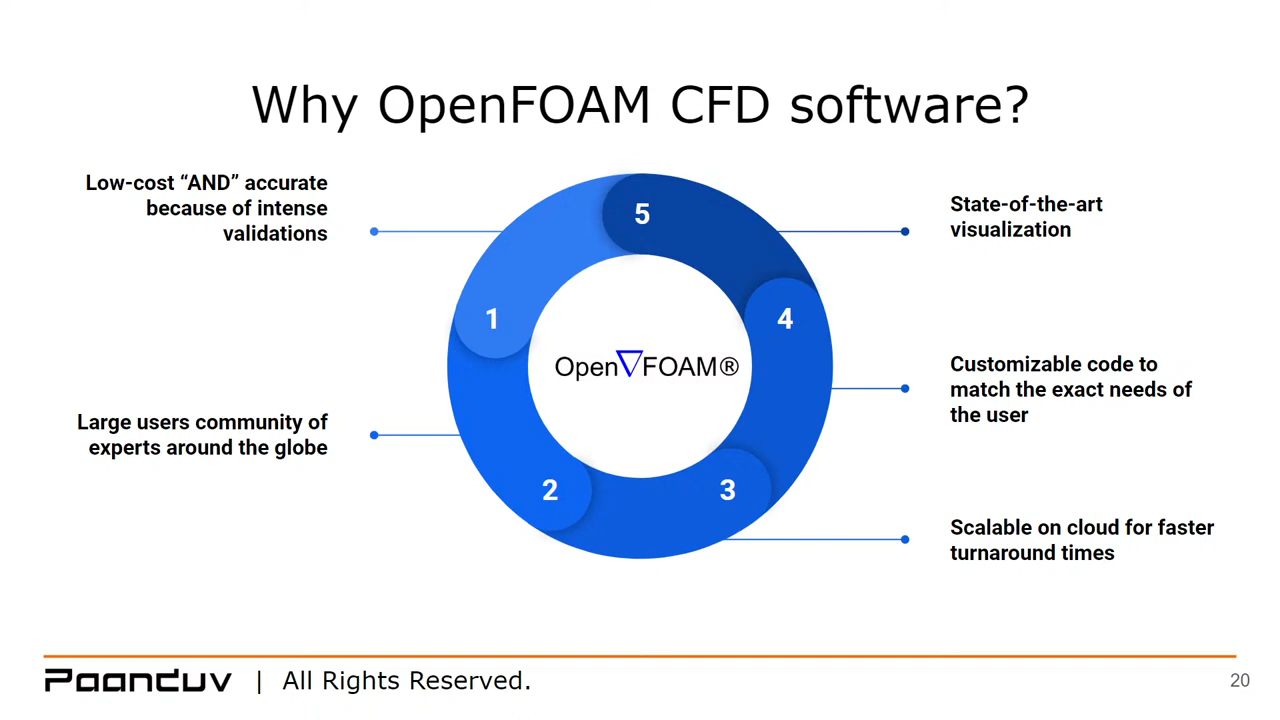 Why OpenFOAM CFD software?
Low-cost “AND” accurate
because of intense
validations
1
Large users community of
experts around the globe
2
Scalable on cloud for faster
turnaround times
3
Customizable code to
match the exact needs of
the user
4
State-of-the-art
visualization
5
Open∇FOAM®
Paanduv | All Rights Reserved.
20